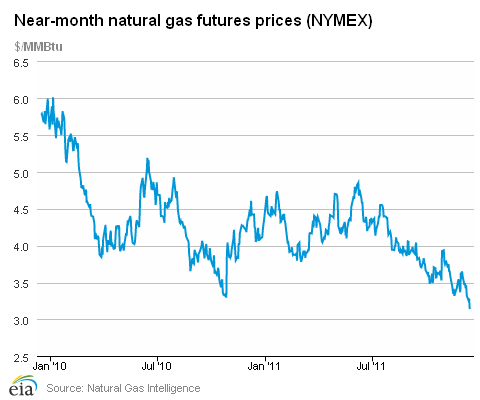 Near-month natural gas futures prices (NYMEX)
$/MMBtu
6.5
6.0
5.5
5.0
4.5
4.0
3.5
3.0
2.5
Jan '10
Jul '10
Jan '11
Jul '11
eia
Source: Natural Gas Intelligence